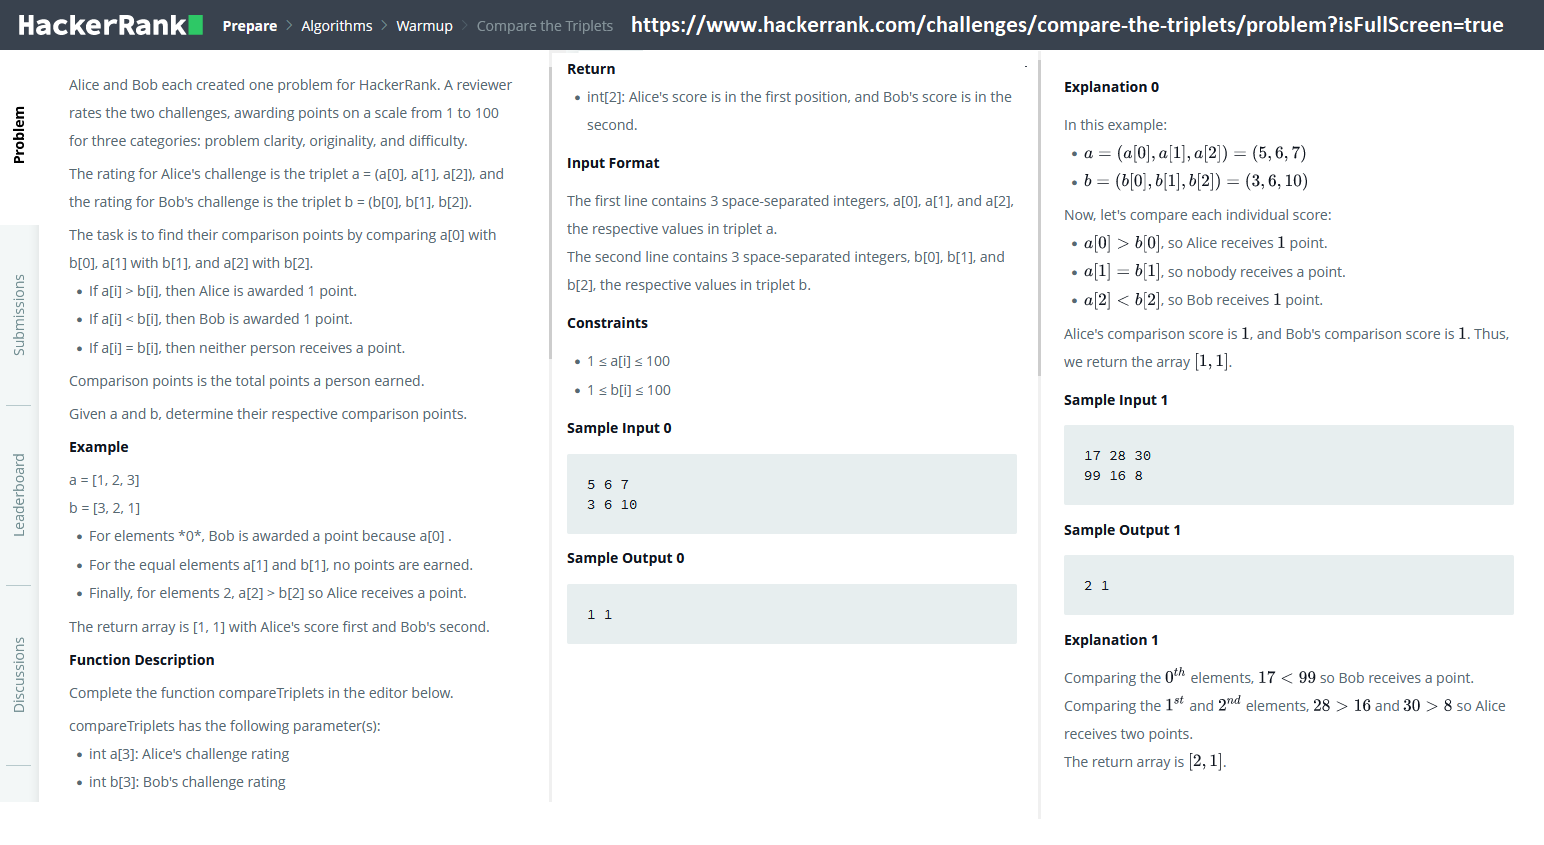 HackerRank Prepare > Algorithms > Warmup > Compare the Triplets https://www.hackerrank.com/challenges/compare-the-triplets/problem?isFullScreen=true
Problem
Submissions
Leaderboard
Discussions
Alice and Bob each created one problem for HackerRank. A reviewer
rates the two challenges, awarding points on a scale from 1 to 100
for three categories: problem clarity, originality, and difficulty.
The rating for Alice's challenge is the triplet a = (a[0], a[1], a[2]), and
the rating for Bob's challenge is the triplet b = (b[0], b[1], b[2]).
The task is to find their comparison points by comparing a[0] with
b[0], a[1] with b[1], and a[2] with b[2].
• If a[i] > b[i], then Alice is awarded 1 point.
• If a[i] < b[i], then Bob is awarded 1 point.
• If a[i] = b[i], then neither person receives a point.
Comparison points is the total points a person earned.
Given a and b, determine their respective comparison points.
Example
a = [1, 2, 3]
b = [3, 2, 1]
• For elements *0*, Bob is awarded a point because a[0] .
• For the equal elements a[1] and b[1], no points are earned.
• Finally, for elements 2, a[2] > b[2] so Alice receives a point.
The return array is [1, 1] with Alice's score first and Bob's second.
Function Description
Complete the function compareTriplets in the editor below.
compareTriplets has the following parameter(s):
• int a[3]: Alice's challenge rating
• int b[3]: Bob's challenge rating
Return
• int[2]: Alice's score is in the first position, and Bob's score is in the
second.
Input Format
The first line contains 3 space-separated integers, a[0], a[1], and a[2],
the respective values in triplet a.
The second line contains 3 space-separated integers, b[0], b[1], and
b[2], the respective values in triplet b.
Constraints
• 1 ≤ a[i] ≤ 100
• 1 ≤ b[i] ≤ 100
Sample Input 0
5 6 7
3 6 10
Sample Output 0
1 1
Explanation 0
In this example:
• a = (a[0], a[1], a[2]) = (5, 6, 7)
• b = (b[0], b[1], b[2]) = (3, 6, 10)
Now, let's compare each individual score:
• a[0] > b[0], so Alice receives 1 point.
• a[1] = b[1], so nobody receives a point.
• a[2] < b[2], so Bob receives 1 point.
Alice's comparison score is 1, and Bob's comparison score is 1. Thus,
we return the array [1, 1].
Sample Input 1
17 28 30
99 16 8
Sample Output 1
2 1
Explanation 1
Comparing the 0th elements, 17 < 99 so Bob receives a point.
Comparing the 1st and 2nd elements, 28 > 16 and 30 > 8 so Alice
receives two points.
The return array is [2, 1].